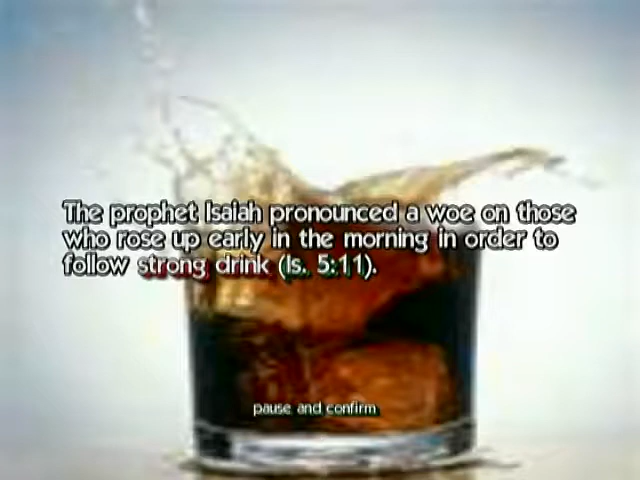 The prophet Isaiah pronounced a woe on those
who rose up early in the morning in order to
follow strong drink (Is. 5:11).
pause and confirm